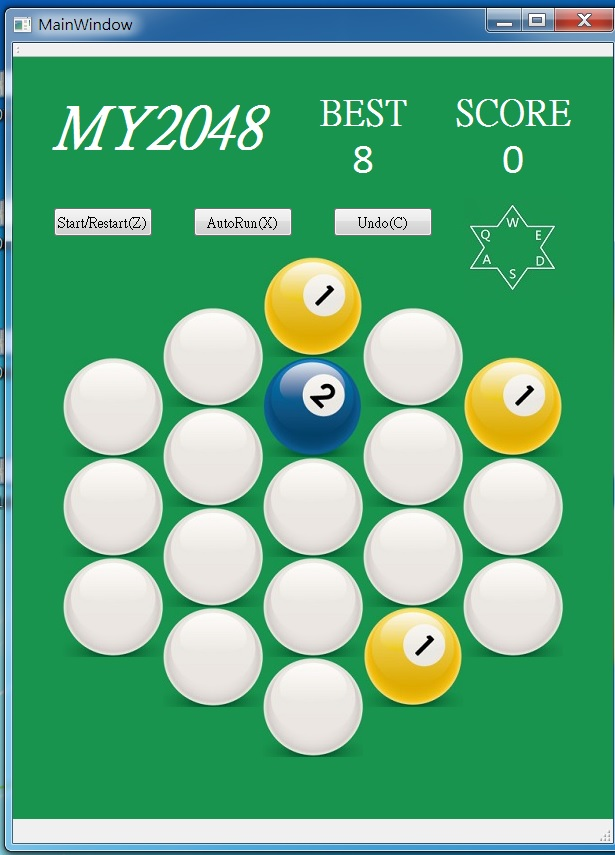 MainWindow
MY2048
BEST
SCORE
8
0
Start/Restart(Z)
AutoRun(X)
Undo(C)
W
Q
E
A
D
S
1
2
1
1